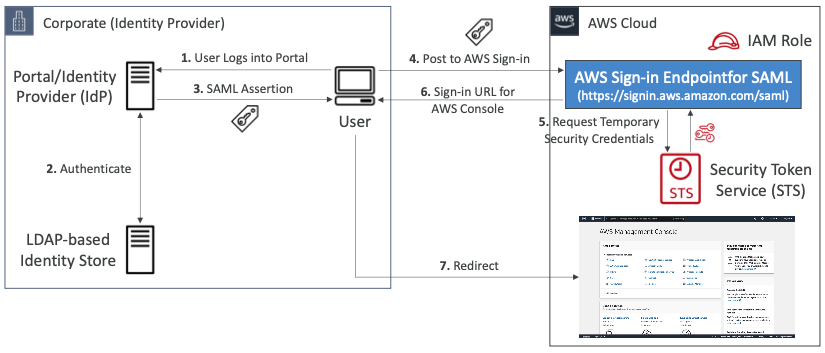 Corporate (Identity Provider)
aws
AWS Cloud
1. User Logs into Portal
4. Post to AWS Sign-in
IAM Role
Portal/Identity
Provider (IdP)
3. SAML Assertion
6. Sign-in URL for
AWS Console
AWS Sign-in Endpointfor SAML
(https://signin.aws.amazon.com/saml)
User
5. Request Temporary
Security Credentials
2. Authenticate
STS
Security Token
Service (STS)
LDAP-based
Identity Store
7. Redirect
AWS Management Console